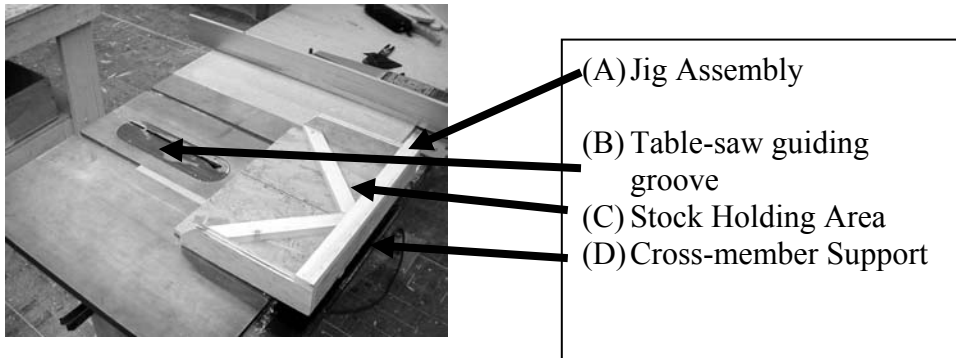 (A) Jig Assembly
(B) Table-saw guiding
groove
(C) Stock Holding Area
(D) Cross-member Support